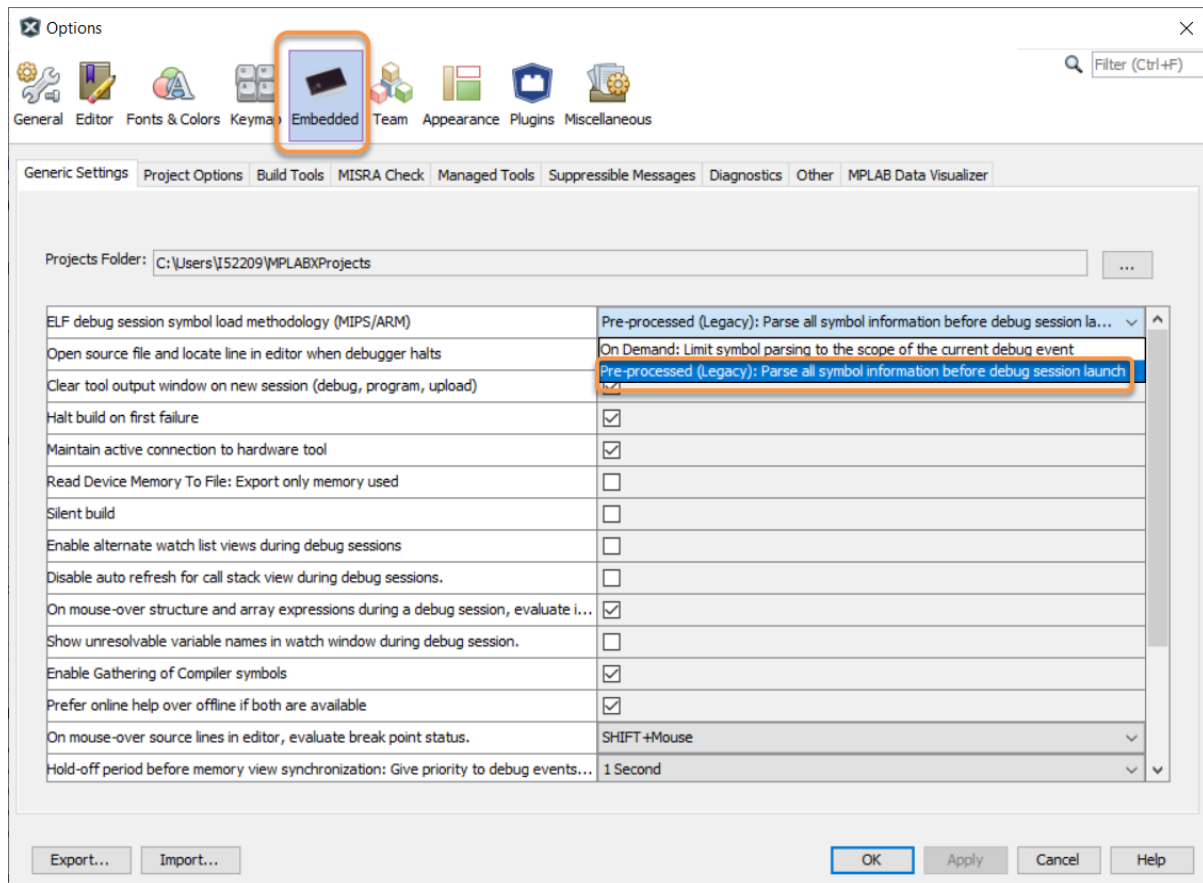 Options
Filter (Ctrl+F)
General Editor Fonts & Colors Keymap Embedded Team Appearance Plugins Miscellaneous
Generic Settings Project Options Build Tools MISRA Check Managed Tools Suppressible Messages Diagnostics Other MPLAB Data Visualizer
Projects Folder: C:\Users\I52209\MPLABXProjects ...
ELF debug session symbol load methodology (MIPS/ARM) Pre-processed (Legacy): Parse all symbol information before debug session la...
Open source file and locate line in editor when debugger halts On Demand: Limit symbol parsing to the scope of the current debug event
Pre-processed (Legacy): Parse all symbol information before debug session launch
Clear tool output window on new session (debug, program, upload)
Halt build on first failure
Maintain active connection to hardware tool
Read Device Memory To File: Export only memory used
Silent build
Enable alternate watch list views during debug sessions
Disable auto refresh for call stack view during debug sessions.
On mouse-over structure and array expressions during a debug session, evaluate i...
Show unresolvable variable names in watch window during debug session.
Enable Gathering of Compiler symbols
Prefer online help over offline if both are available
On mouse-over source lines in editor, evaluate break point status. SHIFT+Mouse
Hold-off period before memory view synchronization: Give priority to debug events... 1 Second
Export... Import... OK Apply Cancel Help